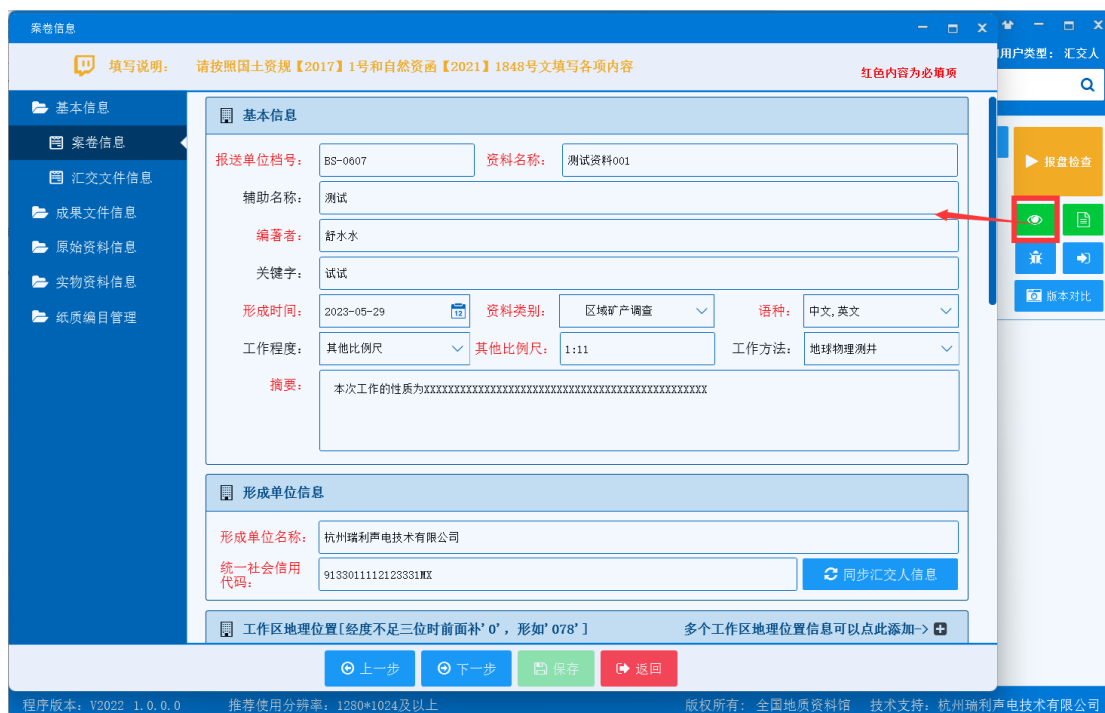 案卷信息
用户类型： 汇交人
填写说明： 请按照国土资规【2017】1号和自然资函【2021】1848号文填写各项内容
红色内容为必填项
基本信息
案卷信息
汇交文件信息
成果文件信息
原始资料信息
实物资料信息
纸质编目管理
基本信息
报送单位档号： BS-0607 资料名称： 测试资料001
辅助名称： 测试
编著者： 舒水水
关键字： 试试
形成时间： 2023-05-29 12 资料类别： 区域矿产调查 语种： 中文,英文
工作程度： 其他比例尺 其他比例尺： 1:11 工作方法： 地球物理测井
摘要： 本次工作的性质为XXXXXXXXXXXXXXXXXXXXXXXXXXXXXXXXXXXXXXXXXXXXXXX
形成单位信息
形成单位名称： 杭州瑞利声电技术有限公司
统一社会信用
代码： 9133011112123331MX 同步汇交人信息
工作区地理位置[经度不足三位时前面补'0'，形如'078'] 多个工作区地理位置信息可以点此添加->
上一步 下一步 保存 返回
报盘检查
版本对比
程序版本：V2022 1.0.0.0 推荐使用分辨率：1280*1024及以上 版权所有: 全国地质资料馆 技术支持：杭州瑞利声电技术有限公司